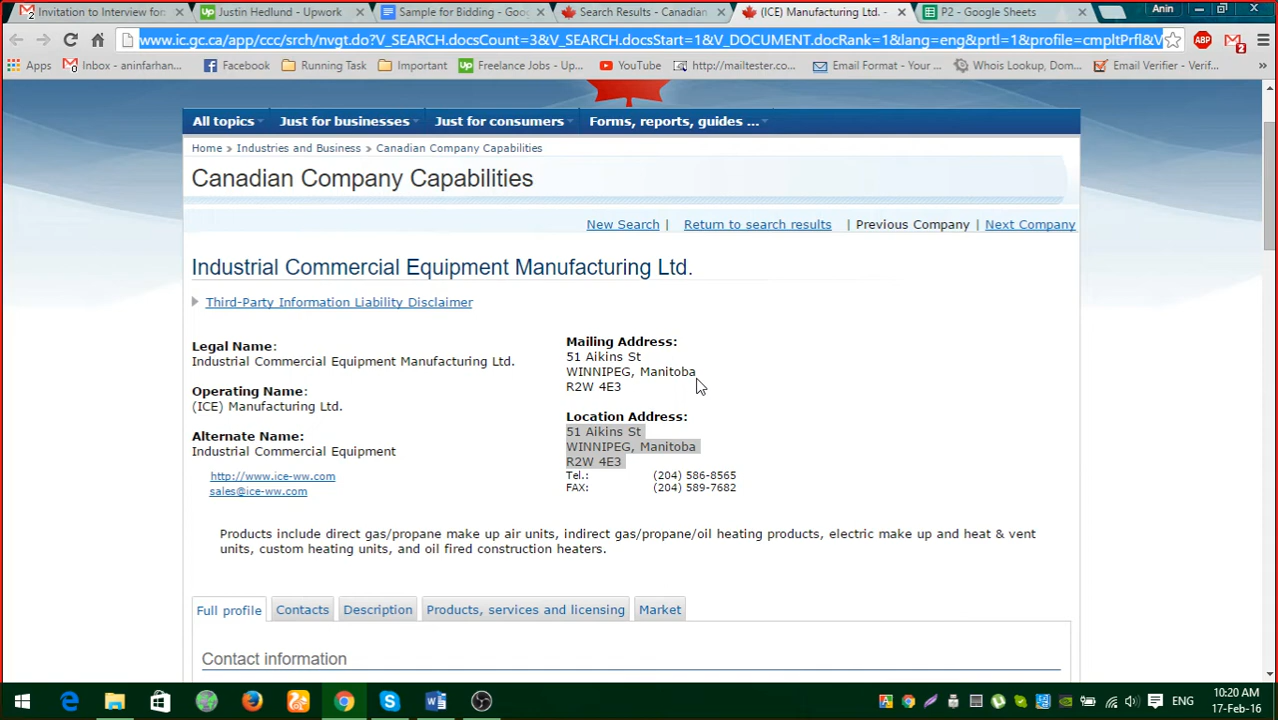 Invitation to Interview for
Justin Hedlund - Upwork
Sample for Bidding - Goog
Search Results - Canadian
(ICE) Manufacturing Ltd. -
P2 - Google Sheets
Anin
www.ic.gc.ca/app/ccc/srch/nvgt.do?V_SEARCH.docsCount=3&V_SEARCH.docsStart=1&V_DOCUMENT.docRank=1&lang=eng&prtl=1&profile=cmpltPrfl&V
ABP
2
Apps
Inbox - aninfarhan...
Facebook
Running Task
Important
Freelance Jobs - Up...
YouTube
http://mailtester.co...
Email Format - Your ...
Whois Lookup, Dom...
Email Verifier - Verif...
»
All topics
Just for businesses
Just for consumers
Forms, reports, guides ...
Home » Industries and Business » Canadian Company Capabilities
Canadian Company Capabilities
New Search | Return to search results | Previous Company | Next Company
Industrial Commercial Equipment Manufacturing Ltd.
Third-Party Information Liability Disclaimer
Legal Name:
Industrial Commercial Equipment Manufacturing Ltd.
Operating Name:
(ICE) Manufacturing Ltd.
Alternate Name:
Industrial Commercial Equipment
http://www.ice-ww.com
sales@ice-ww.com
Mailing Address:
51 Aikins St
WINNIPEG, Manitoba
R2W 4E3
Location Address:
51 Aikins St
WINNIPEG, Manitoba
R2W 4E3
Tel.: (204) 586-8565
FAX: (204) 589-7682
Products include direct gas/propane make up air units, indirect gas/propane/oil heating products, electric make up and heat & vent
units, custom heating units, and oil fired construction heaters.
Full profile
Contacts
Description
Products, services and licensing
Market
Contact information
ENG
10:20 AM
17-Feb-16